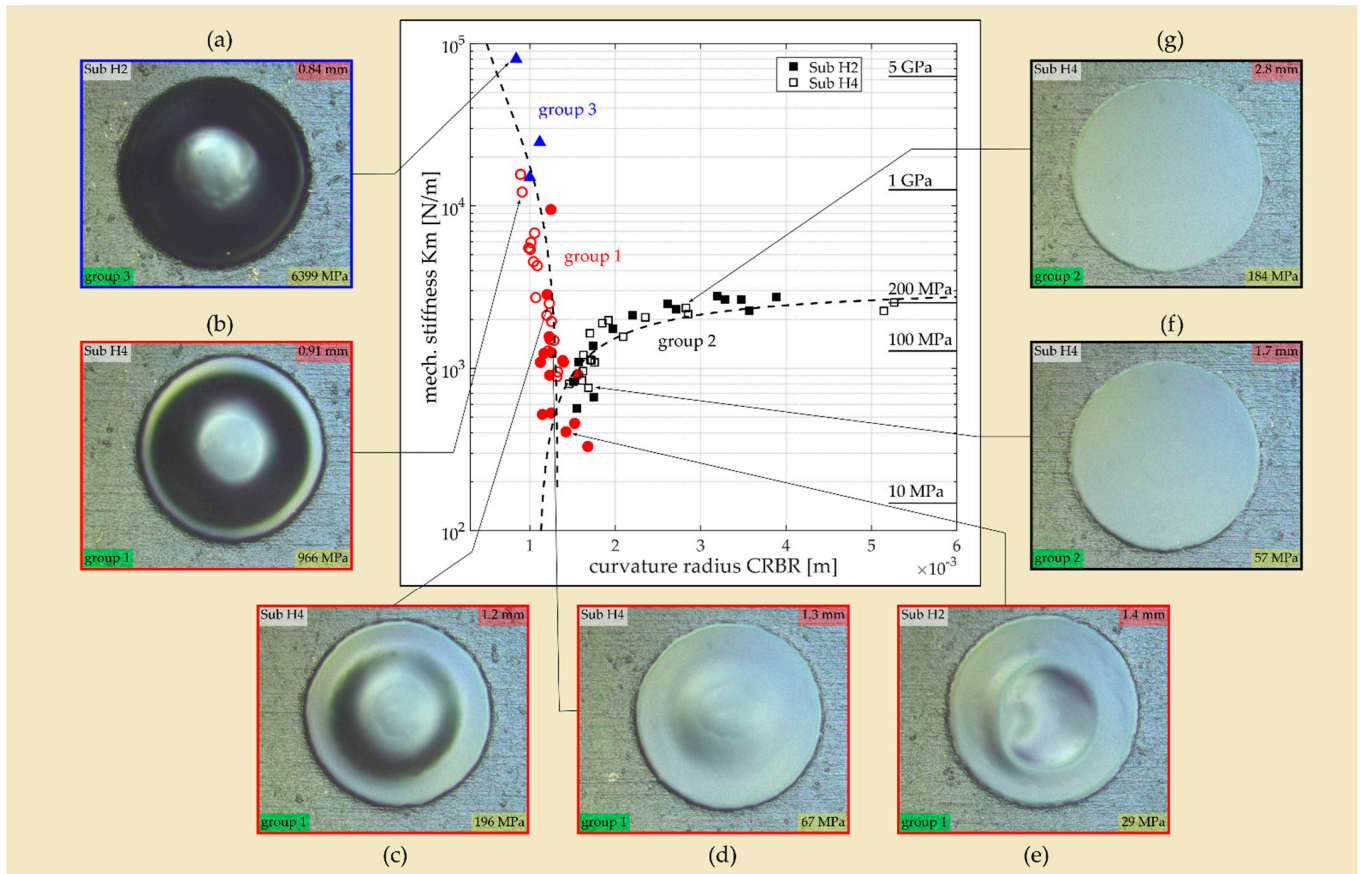 (a)
Sub H2
0.84 mm
group 3
6399 MPa
(b)
Sub H4
0.91 mm
group 1
966 MPa
(c)
Sub H4
1.2 mm
group 1
196 MPa
(d)
Sub H4
1.3 mm
group 1
67 MPa
(e)
Sub H2
1.4 mm
group 1
29 MPa
(f)
Sub H4
1.7 mm
group 2
57 MPa
(g)
Sub H4
2.8 mm
group 2
184 MPa
mech. stiffness Km [N/m]
10^5
10^4
10^3
10^2
Sub H2
Sub H4
group 3
group 1
group 2
5 GPa
1 GPa
200 MPa
100 MPa
10 MPa
1 2 3 4 5 6
curvature radius CRBR [m]
×10^-3